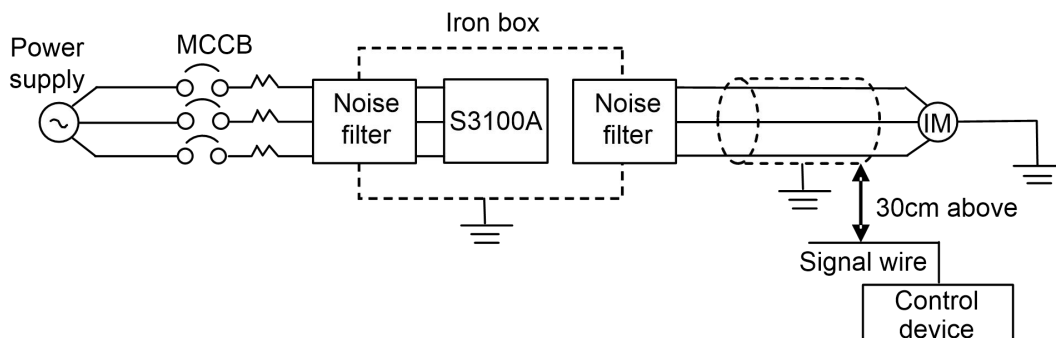 Iron box
Power
supply
MCCB
Noise
filter
S3100A
Noise
filter
IM
30cm above
Signal wire
Control
device